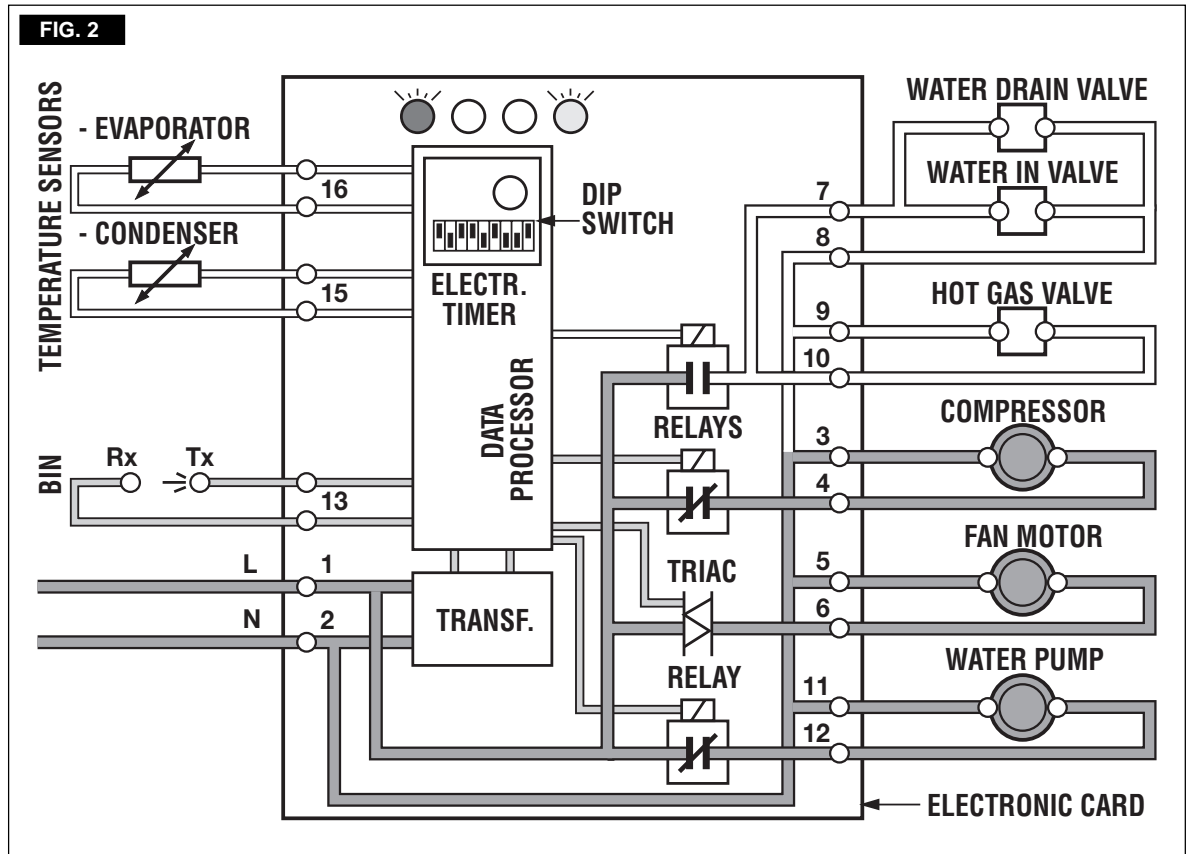 FIG. 2
TEMPERATURE SENSORS
- EVAPORATOR
16
- CONDENSER
15
BIN
Rx
Tx
13
L
1
N
2
DIP
SWITCH
ELECTR.
TIMER
DATA
PROCESSOR
TRANSF.
RELAYS
TRIAC
RELAY
WATER DRAIN VALVE
WATER IN VALVE
7
8
HOT GAS VALVE
9
10
COMPRESSOR
3
4
FAN MOTOR
5
6
WATER PUMP
11
12
ELECTRONIC CARD